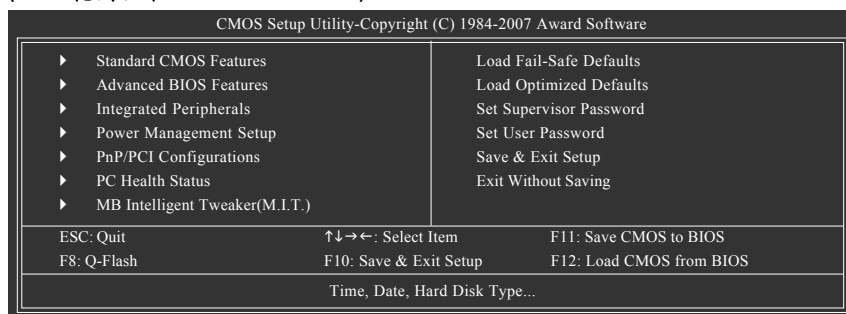 CMOS Setup Utility-Copyright (C) 1984-2007 Award Software
Standard CMOS Features
Advanced BIOS Features
Integrated Peripherals
Power Management Setup
PnP/PCI Configurations
PC Health Status
MB Intelligent Tweaker(M.I.T.)
Load Fail-Safe Defaults
Load Optimized Defaults
Set Supervisor Password
Set User Password
Save & Exit Setup
Exit Without Saving
ESC: Quit ↑↓→←: Select Item F11: Save CMOS to BIOS
F8: Q-Flash F10: Save & Exit Setup F12: Load CMOS from BIOS
Time, Date, Hard Disk Type...